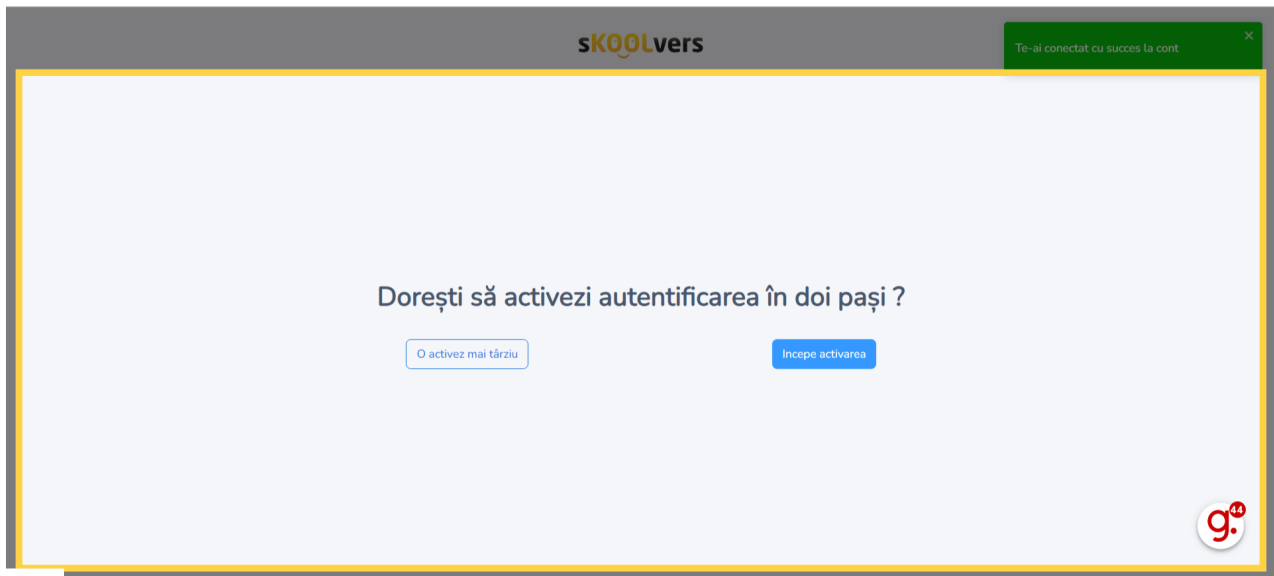 sKOOLvers
Te-ai conectat cu succes la cont
Dorești să activezi autentificarea în doi pași ?
O activez mai târziu
Incepe activarea
g.
44